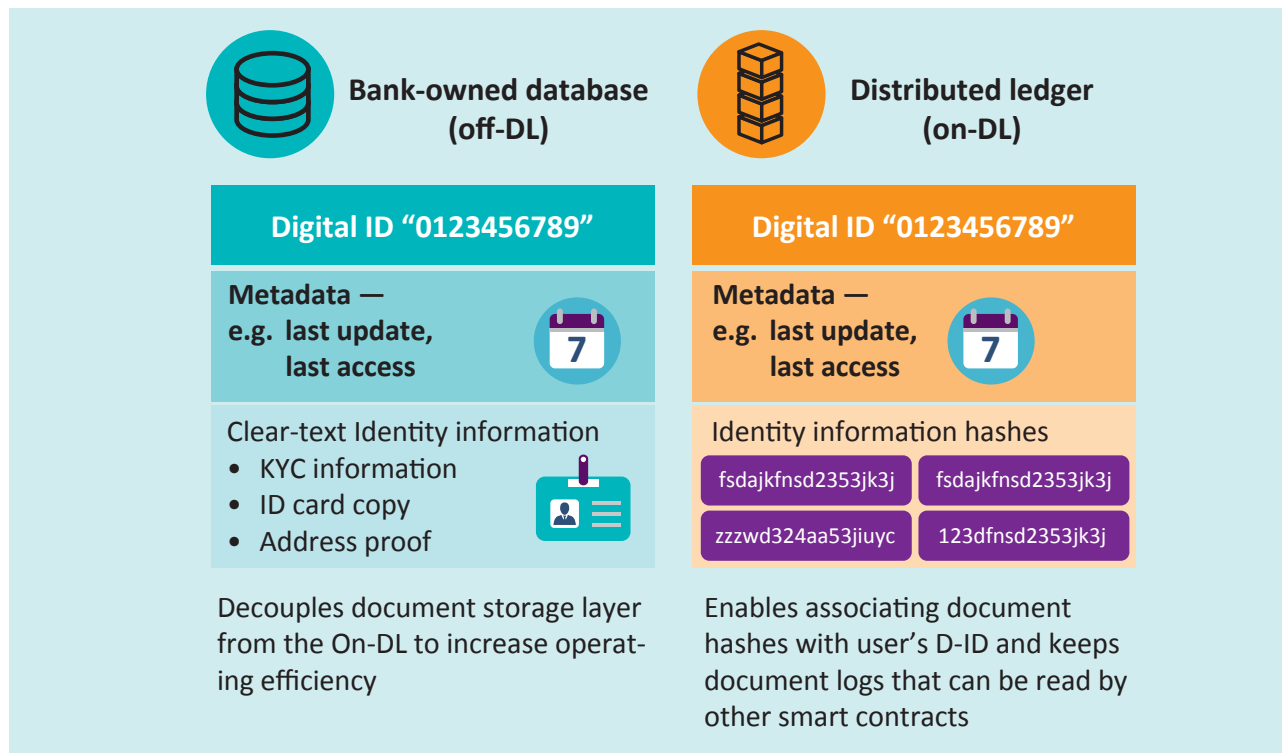 Bank-owned database
(off-DL)
Digital ID “0123456789”
Metadata —
e.g. last update,
last access
7
Clear-text Identity information
• KYC information
• ID card copy
• Address proof
Decouples document storage layer
from the On-DL to increase operat-
ing efficiency
Distributed ledger
(on-DL)
Digital ID “0123456789”
Metadata —
e.g. last update,
last access
7
Identity information hashes
fsdajkfnsd2353jk3j
fsdajkfnsd2353jk3j
zzzwd324aa53jiuyc
123dfnsd2353jk3j
Enables associating document
hashes with user’s D-ID and keeps
document logs that can be read by
other smart contracts